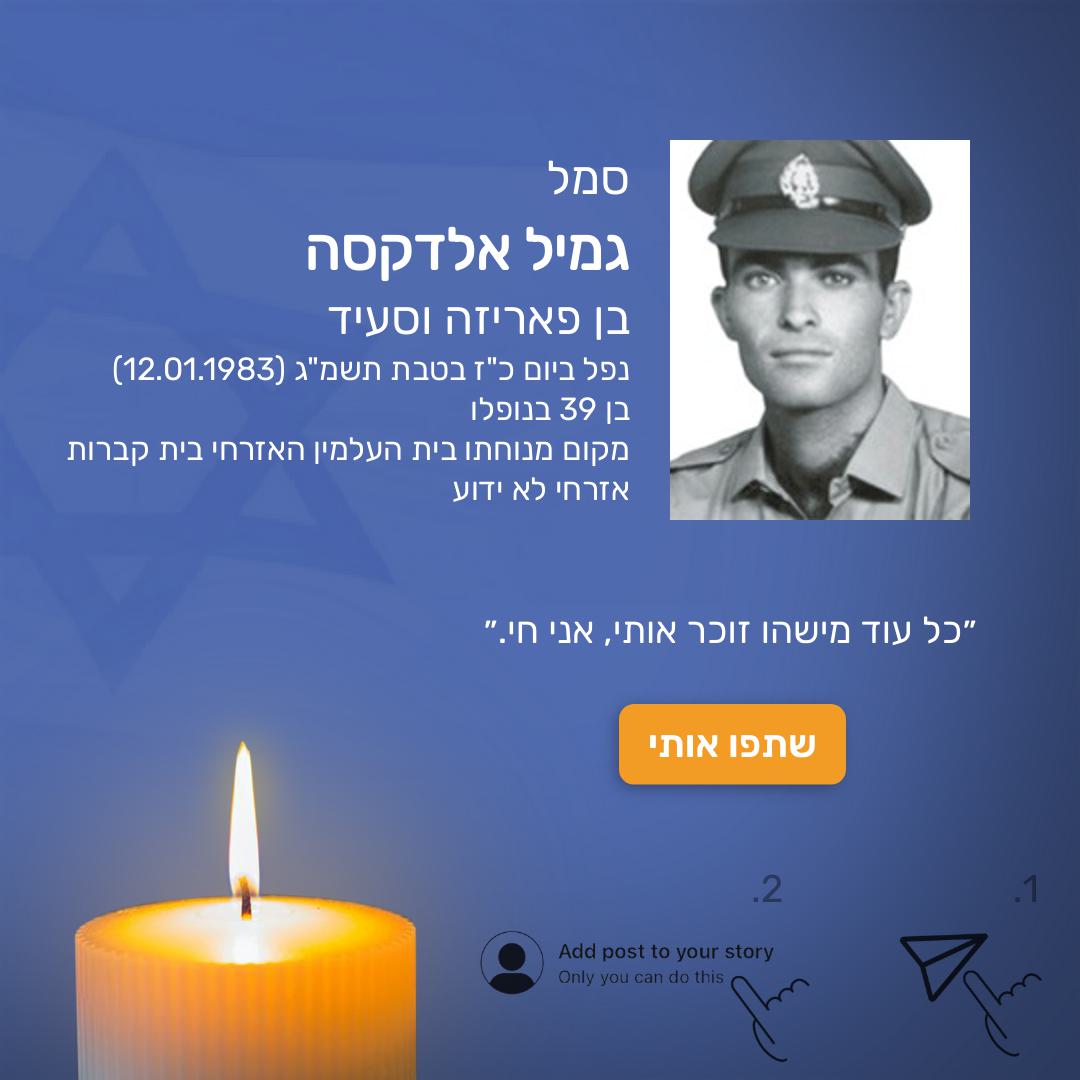 סמל
גמיל אלדקסה
בן פאריזה וסעיד
נפל ביום כ"ז בטבת תשמ"ג (12.01.1983)
בן 39 בנופלו
מקום מנוחתו בית העלמין האזרחי בית קברות
אזרחי לא ידוע
״כל עוד מישהו זוכר אותי, אני חי.״
שתפו אותי
1.
2.
Add post to your story
Only you can do this